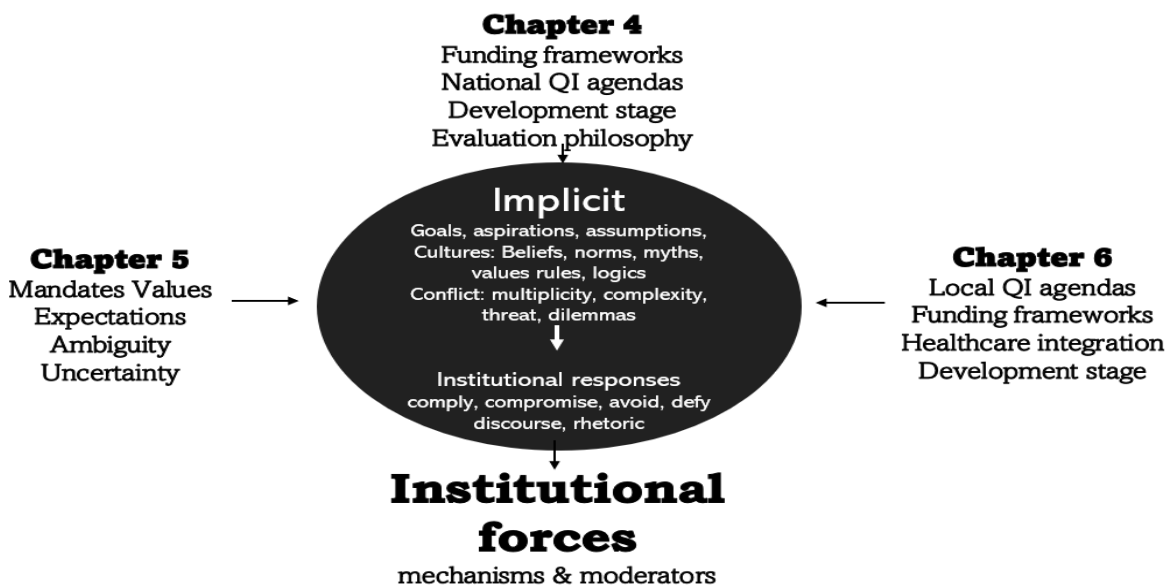 Chapter 4
Funding frameworks
National QI agendas
Development stage
Evaluation philosophy
Chapter 5
Mandates Values
Expectations
Ambiguity
Uncertainty
Implicit
Goals, aspirations, assumptions,
Cultures: Beliefs, norms, myths,
values rules, logics
Conflict: multiplicity, complexity,
threat, dilemmas
Institutional responses
comply, compromise, avoid, defy
discourse, rhetoric
Chapter 6
Local QI agendas
Funding frameworks
Healthcare integration
Development stage
Institutional
forces
mechanisms & moderators